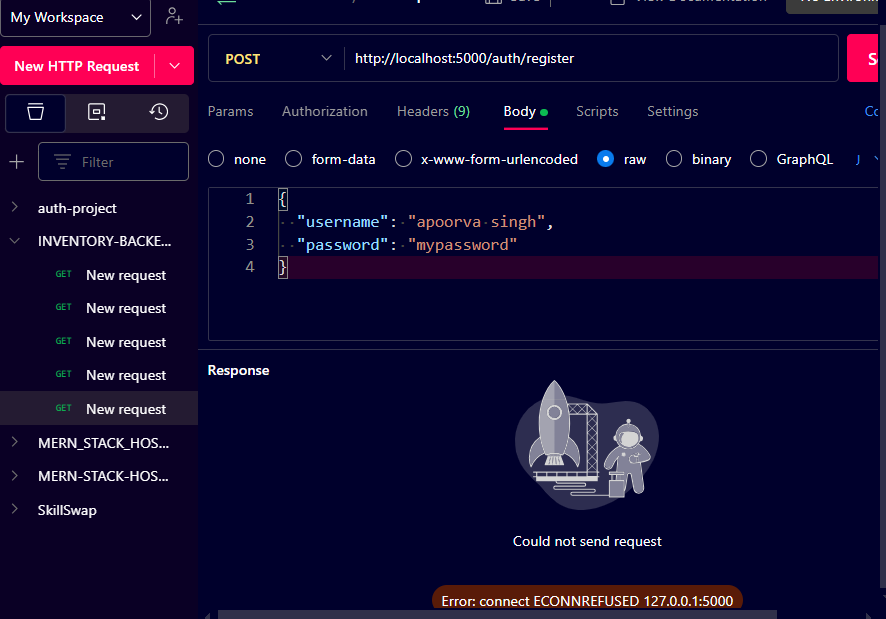 My Workspace
New HTTP Request
Filter
auth-project
INVENTORY-BACKE...
GET New request
GET New request
GET New request
GET New request
GET New request
MERN_STACK_HOS...
MERN-STACK-HOS...
SkillSwap
POST http://localhost:5000/auth/register
Params Authorization Headers (9) Body Scripts Settings
none form-data x-www-form-urlencoded raw binary GraphQL
1 {
2 "username": "apoorva singh",
3 "password": "mypassword"
4 }
Response
Could not send request
Error: connect ECONNREFUSED 127.0.0.1:5000